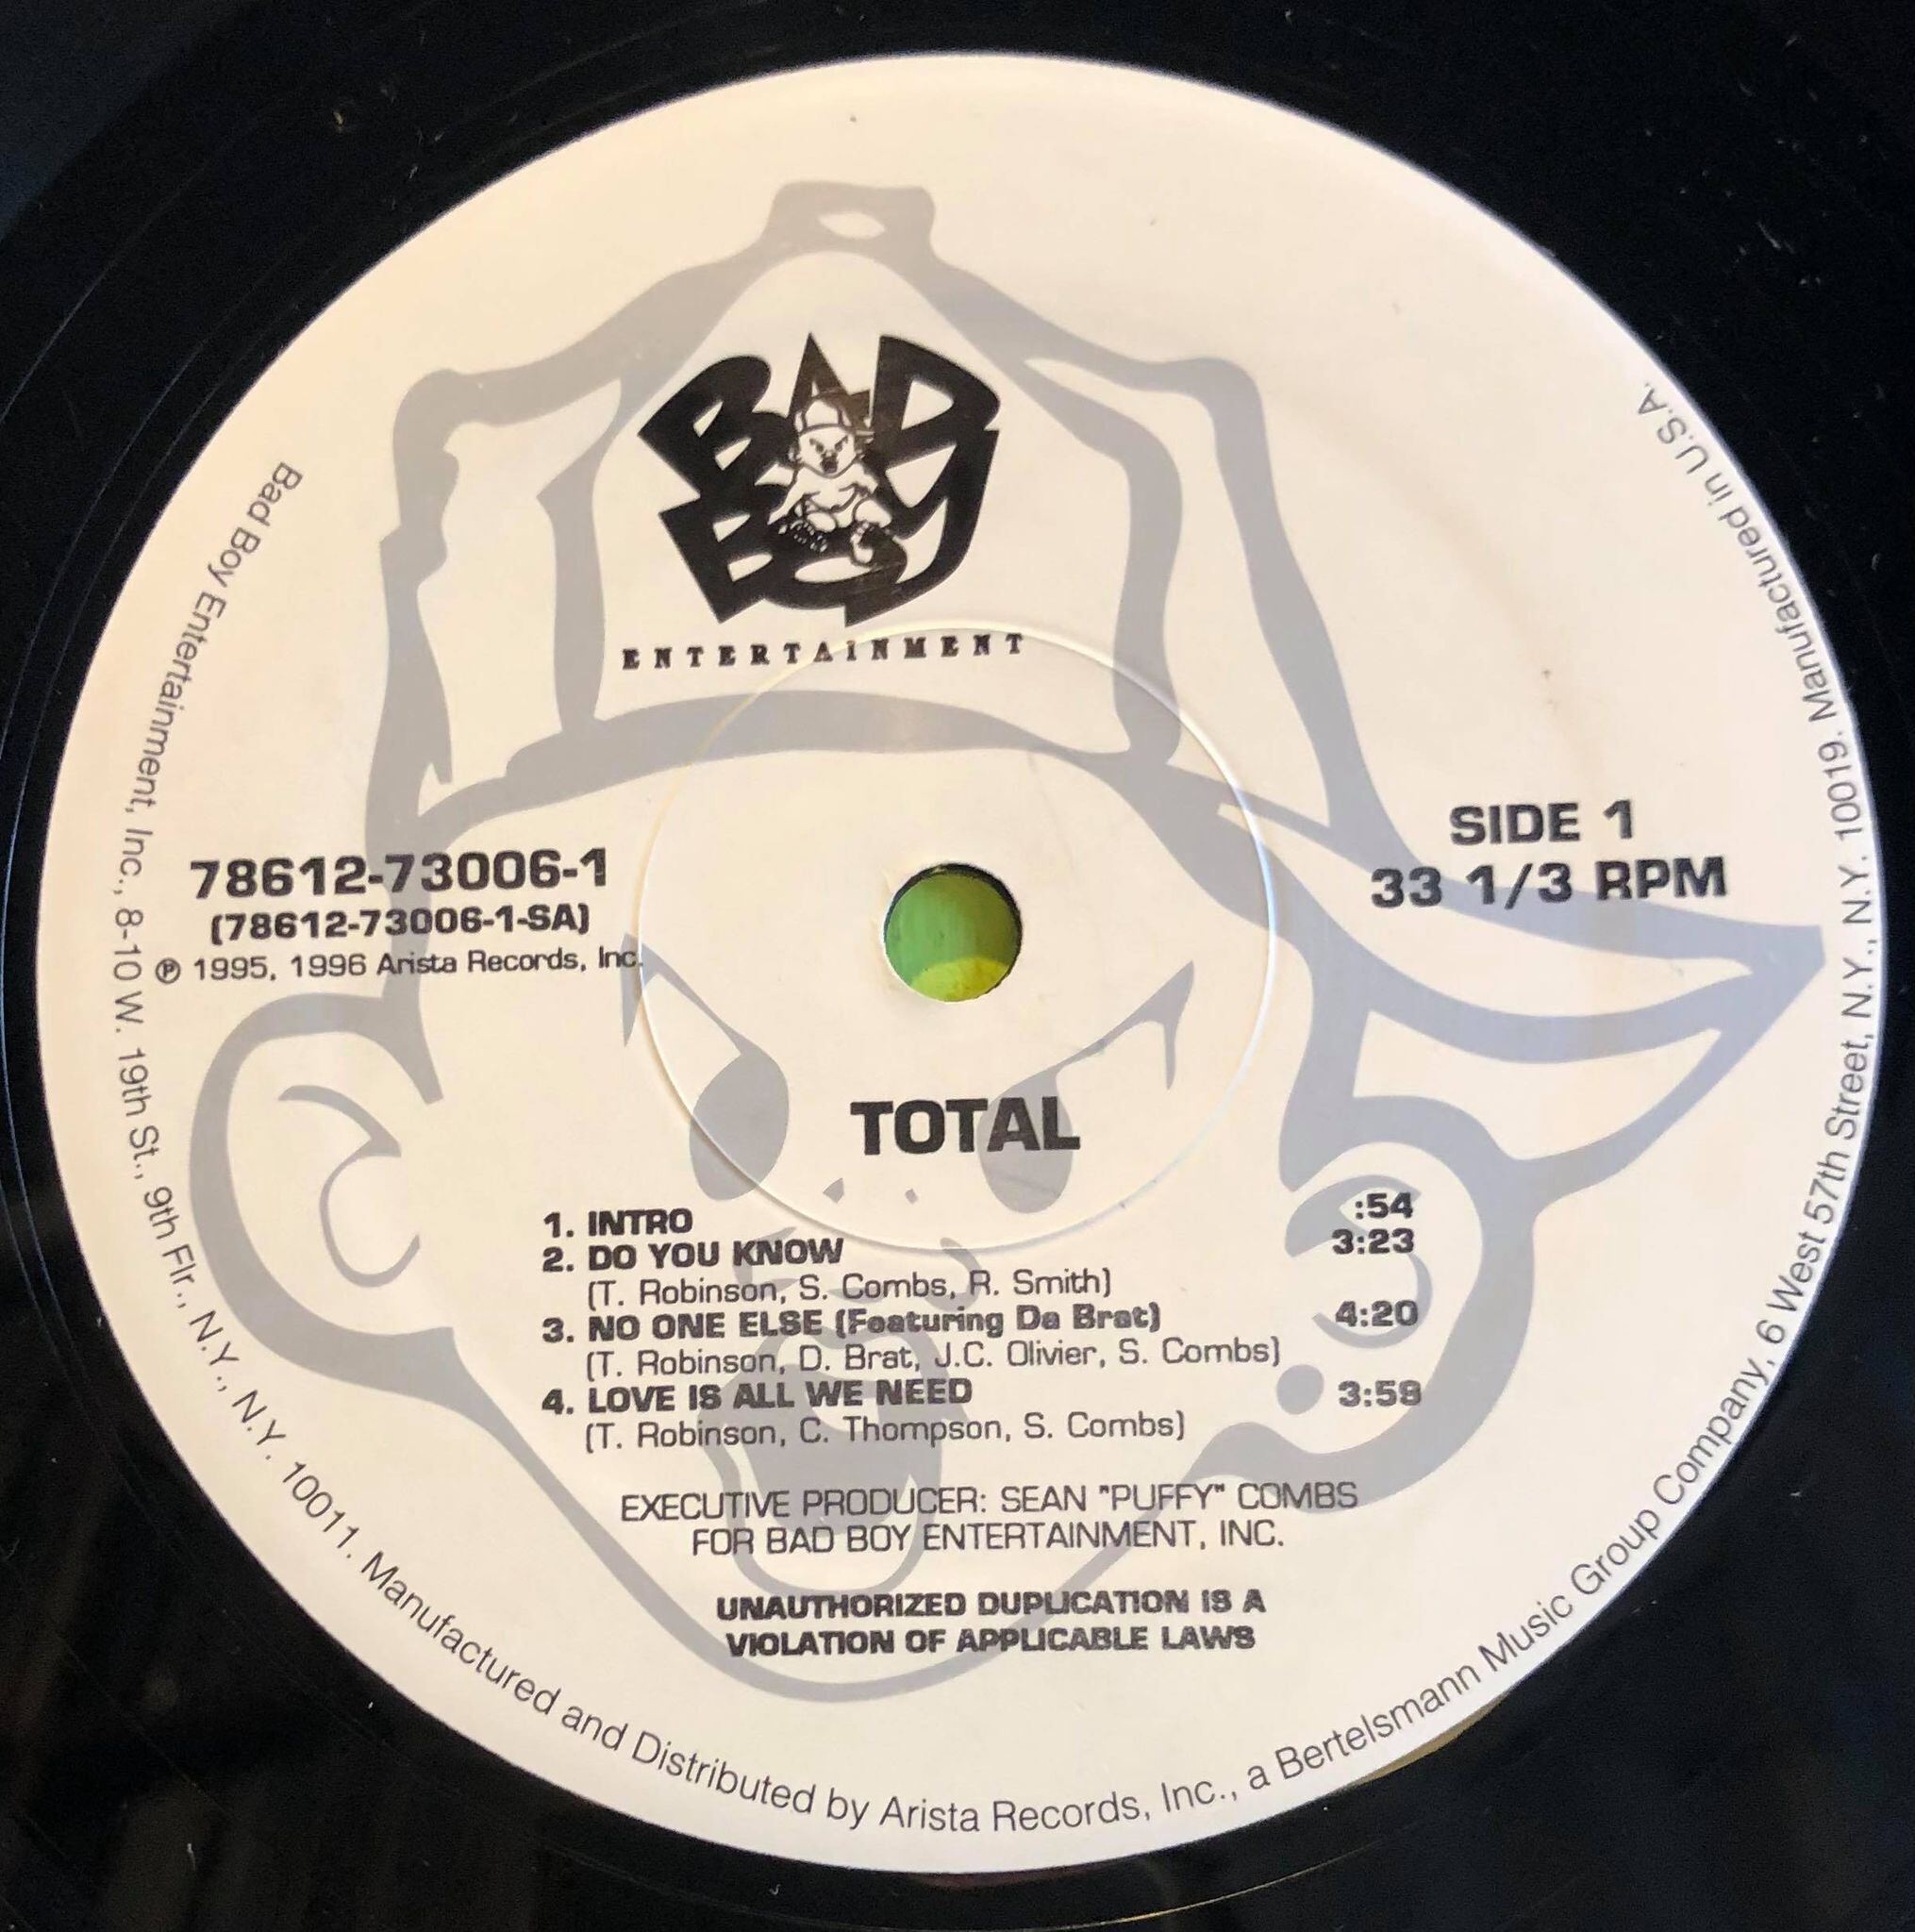 BAD
BOY
ENTERTAINMENT
78612-73006-1
(78612-73006-1-SA)
℗ 1995, 1996 Arista Records, Inc.
SIDE 1
33 1/3 RPM
TOTAL
1. INTRO :54
2. DO YOU KNOW 3:23
(T. Robinson, S. Combs, R. Smith)
3. NO ONE ELSE (Featuring Da Brat) 4:20
(T. Robinson, D. Brat, J.C. Olivier, S. Combs)
4. LOVE IS ALL WE NEED 3:58
(T. Robinson, C. Thompson, S. Combs)
EXECUTIVE PRODUCER: SEAN "PUFFY" COMBS
FOR BAD BOY ENTERTAINMENT, INC.
UNAUTHORIZED DUPLICATION IS A
VIOLATION OF APPLICABLE LAWS
Bad Boy Entertainment, Inc., 8-10 W. 19th St., 9th Flr., N.Y., N.Y. 10011. Manufactured and Distributed by Arista Records, Inc., a Bertelsmann Music Group Company, 6 West 57th Street, N.Y., N.Y. 10019. Manufactured in U.S.A.